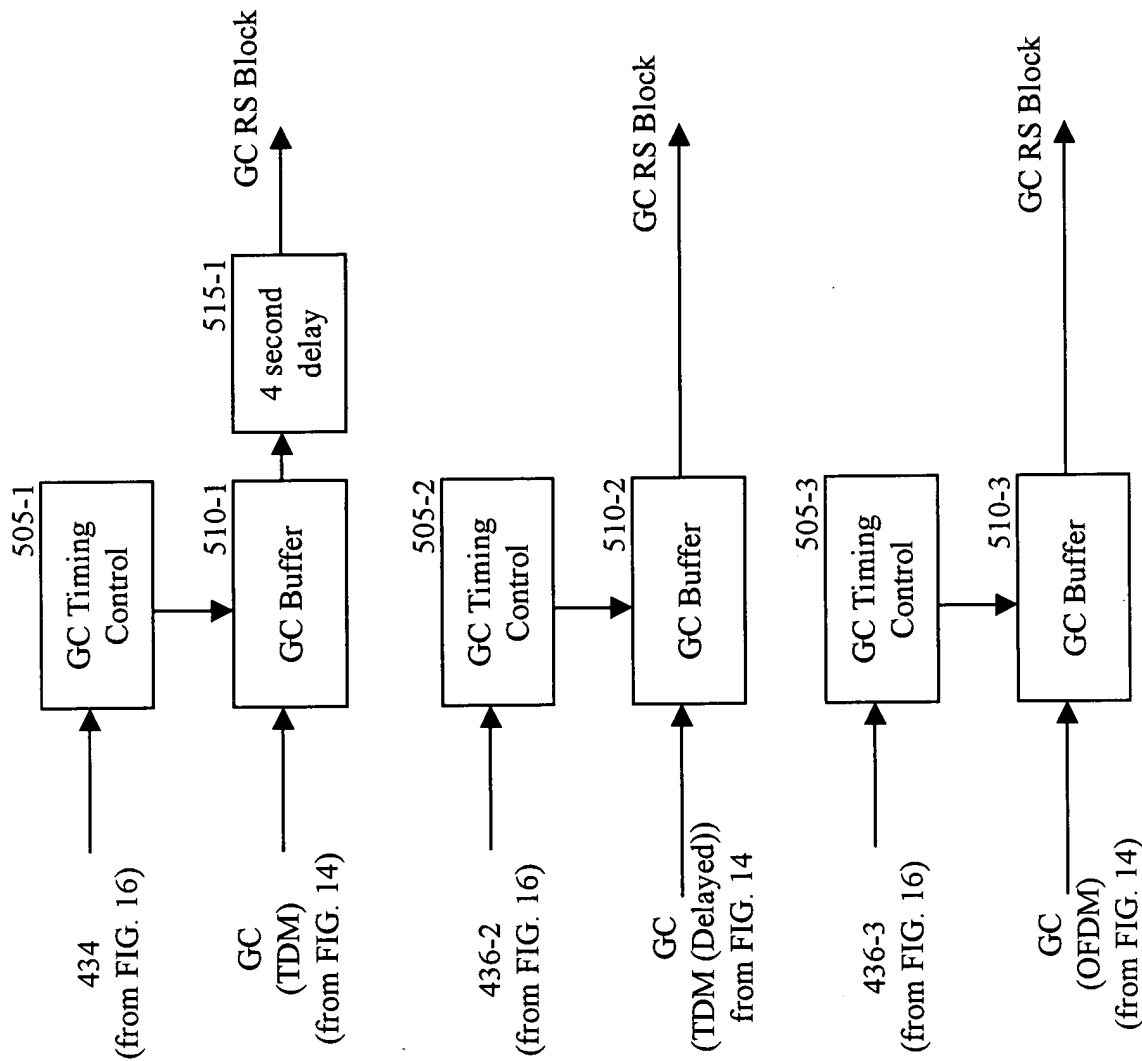 434
(from FIG. 16)
505-1
GC Timing
Control
GC
(TDM)
(from FIG. 14)
510-1
GC Buffer
515-1
4 second
delay
GC RS Block
436-2
(from FIG. 16)
505-2
GC Timing
Control
GC
(TDM (Delayed))
from FIG. 14
510-2
GC Buffer
GC RS Block
436-3
(from FIG. 16)
505-3
GC Timing
Control
GC
(OFDM)
(from FIG. 14)
510-3
GC Buffer
GC RS Block